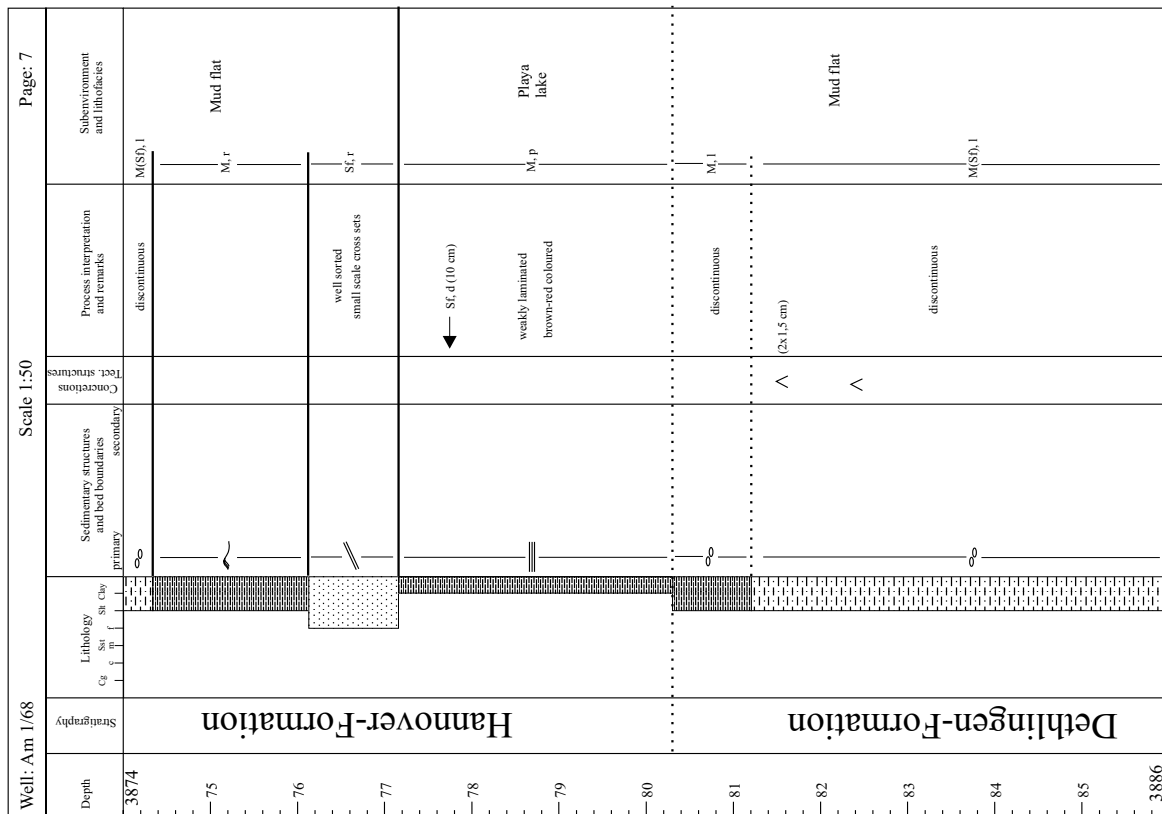 Well: Am 1/68
Scale 1:50
Page: 7
Depth
Stratigraphy
Lithology
Cg
c
Sst
m
f
Slt
Clay
Sedimentary structures
and bed boundaries
primary
secondary
Concretions
Tect. structures
Process interpretation
and remarks
Subenvironment
and lithofacies
3874
75
76
77
78
79
80
81
82
83
84
85
3886
Hannover-Formation
Dethlingen-Formation
discontinuous
well sorted
small scale cross sets
Sf, d (10 cm)
weakly laminated
brown-red coloured
discontinuous
(2x1,5 cm)
discontinuous
M(Sf), l
M, r
Sf, r
M, p
M, l
M(Sf), l
Mud flat
Playa
lake
Mud flat